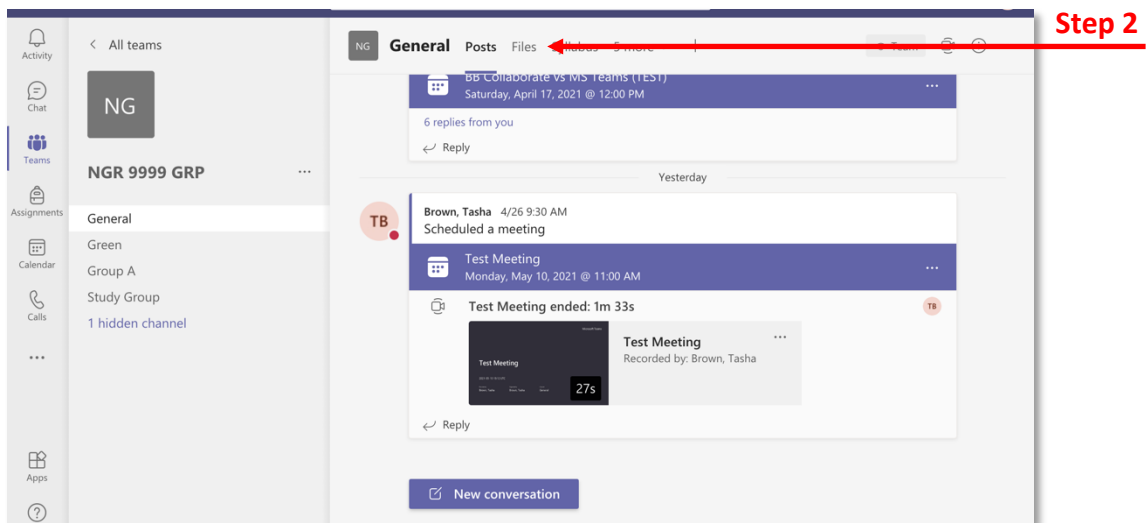 Step 2
Activity
Chat
Teams
Assignments
Calendar
Calls
Apps
All teams
NG
NGR 9999 GRP
General
Green
Group A
Study Group
1 hidden channel
NG General Posts Files Syllabus 5 more Team
BB Collaborate vs MS Teams (TEST)
Saturday, April 17, 2021 @ 12:00 PM
6 replies from you
Reply
Yesterday
TB
Brown, Tasha 4/26 9:30 AM
Scheduled a meeting
Test Meeting
Monday, May 10, 2021 @ 11:00 AM
Test Meeting ended: 1m 33s
TB
Test Meeting
27s
Test Meeting
Recorded by: Brown, Tasha
Reply
New conversation